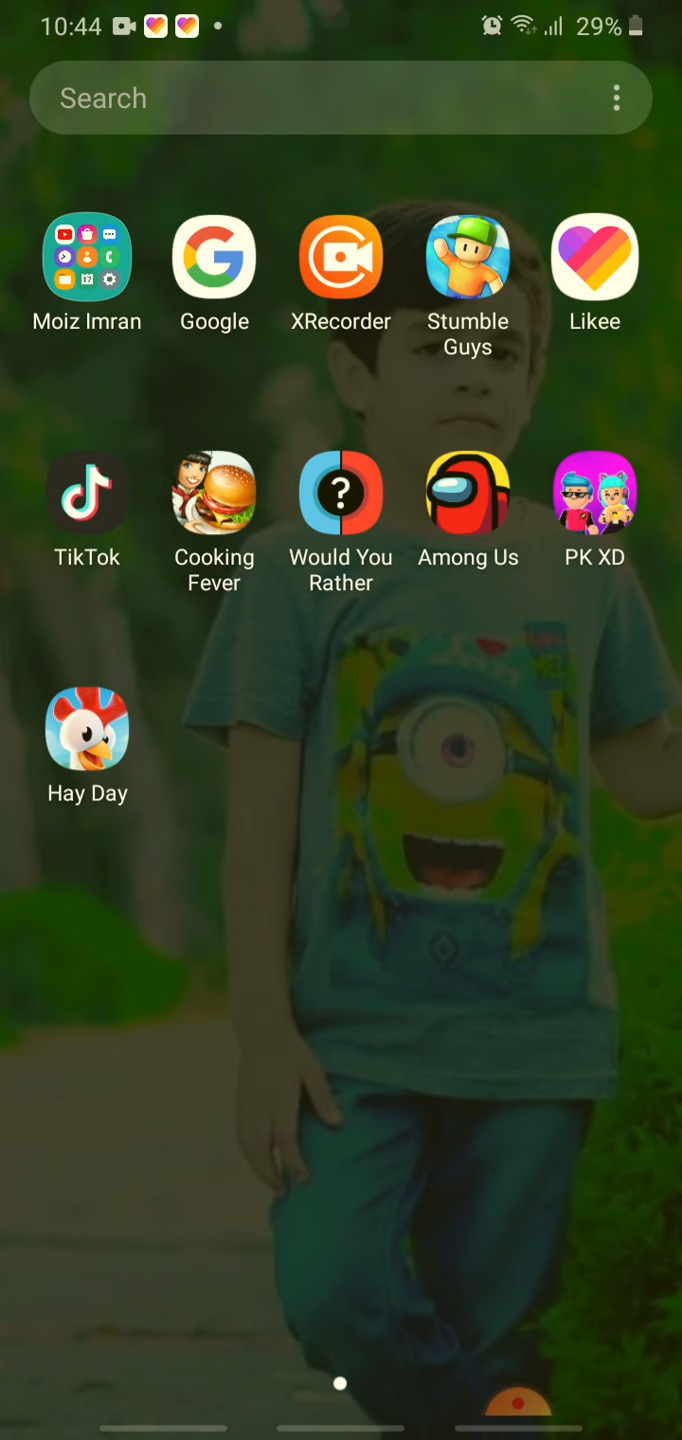 10:44
29%
Search
Moiz Imran
Google
XRecorder
Stumble
Guys
Likee
TikTok
Cooking
Fever
Would You
Rather
Among Us
PK XD
Hay Day